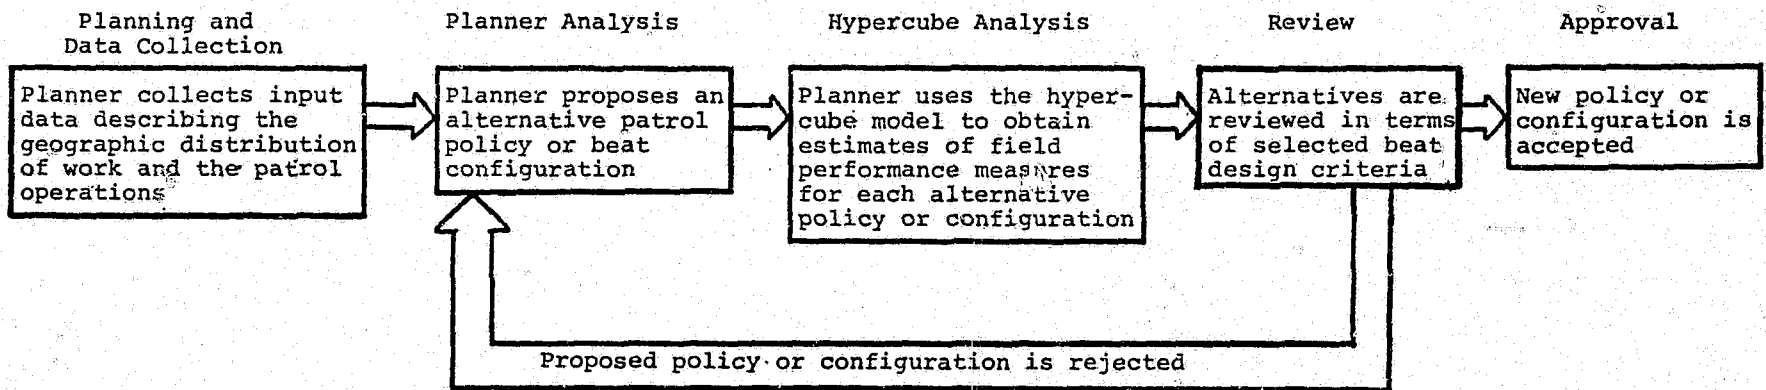 Planning and
Data Collection
Planner Analysis
Hypercube Analysis
Review
Approval
Planner collects input
data describing the
geographic distribution
of work and the patrol
operations
Planner proposes an
alternative patrol
policy or beat
configuration
Planner uses the hyper-
cube model to obtain
estimates of field
performance measures
for each alternative
policy or configuration
Alternatives are
reviewed in terms
of selected beat
design criteria
New policy or
configuration is
accepted
Proposed policy or configuration is rejected